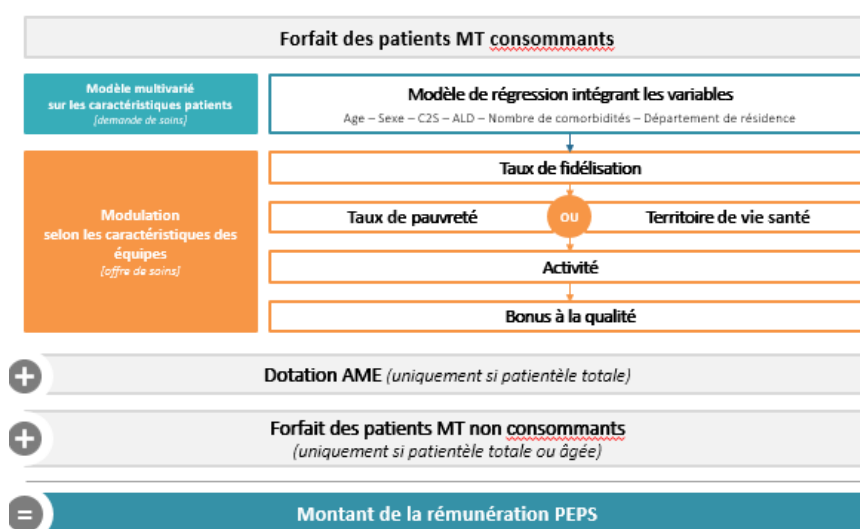 Forfait des patients MT consommants
Modèle multivarié
sur les caractéristiques patients
[demande de soins]
Modèle de régression intégrant les variables
Age – Sexe – C2S – ALD – Nombre de comorbidités – Département de résidence
Modulation
selon les caractéristiques des
équipes
[offre de soins]
Taux de fidélisation
Taux de pauvreté
OU
Territoire de vie santé
Activité
Bonus à la qualité
+
Dotation AME (uniquement si patientèle totale)
+
Forfait des patients MT non consommants
(uniquement si patientèle totale ou âgée)
=
Montant de la rémunération PEPS